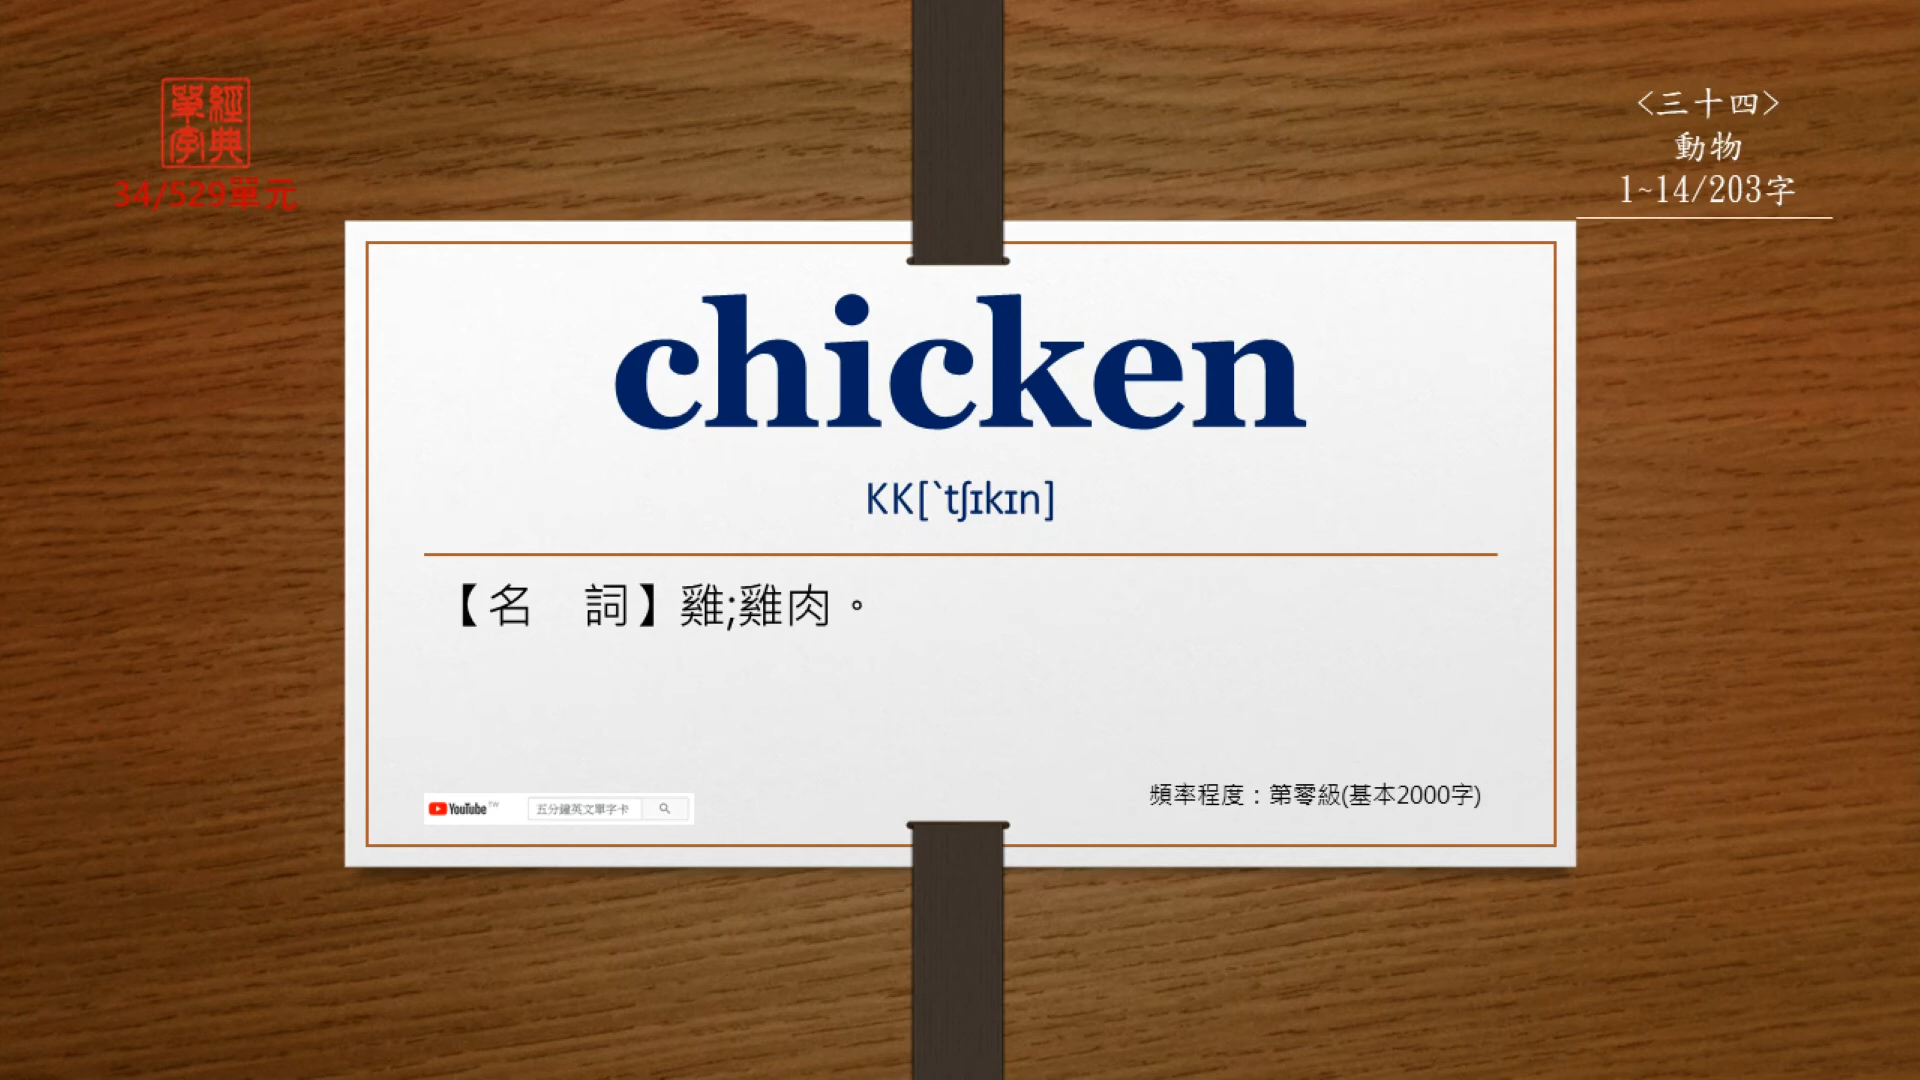 經典
單字
34/529單元
<三十四>
動物
1~14/203字
chicken
KK[`tʃɪkɪn]
【名　詞】雞;雞肉。
YouTube TW
五分鐘英文單字卡
頻率程度:第零級(基本2000字)